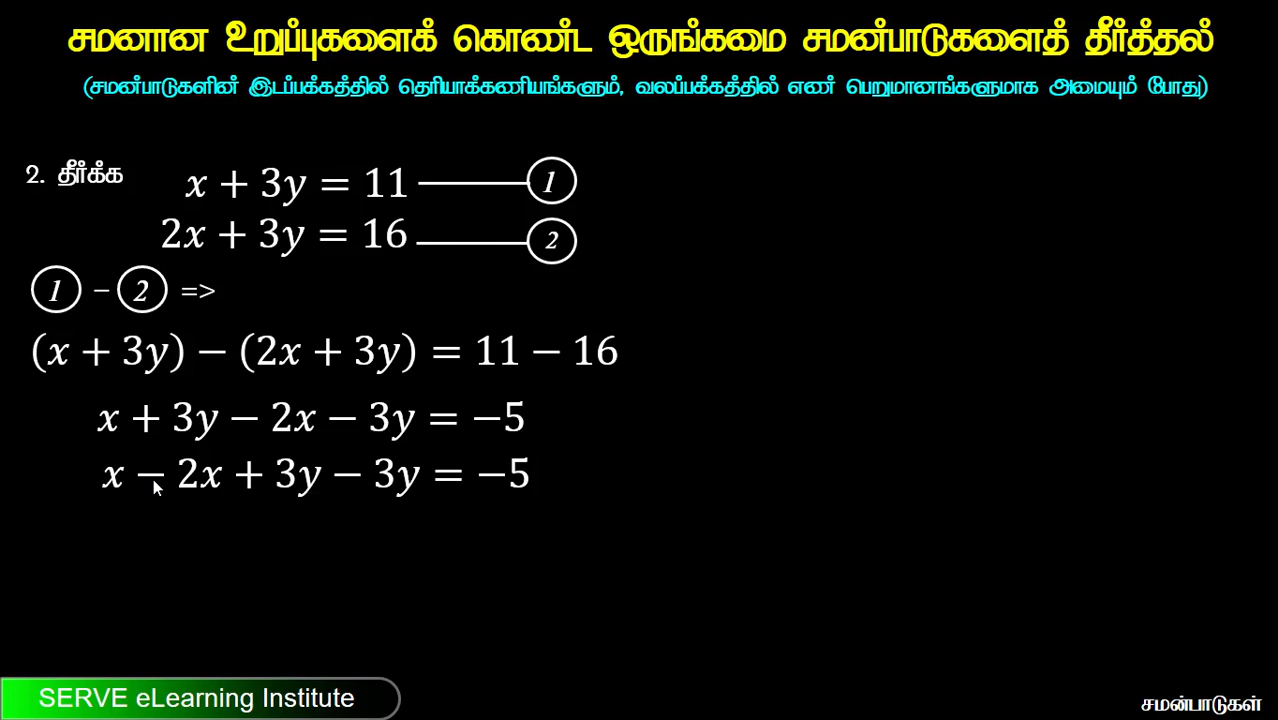 சமனான உறுப்புகளைக் கொண்ட ஒருங்கமை சமன்பாடுகளைத் தீர்த்தல்
(சமன்பாடுகளின் இடப்பக்கத்தில் தெரியாக்கணியங்களும், வலப்பக்கத்தில் எண் பெறுமானங்களுமாக அமையும் போது)
2. தீர்க்க x + 3y = 11 —— 1
2x + 3y = 16 —— 2
1 – 2 =>
(x + 3y) − (2x + 3y) = 11 − 16
x + 3y − 2x − 3y = −5
x − 2x + 3y − 3y = −5
SERVE eLearning Institute
சமன்பாடுகள்